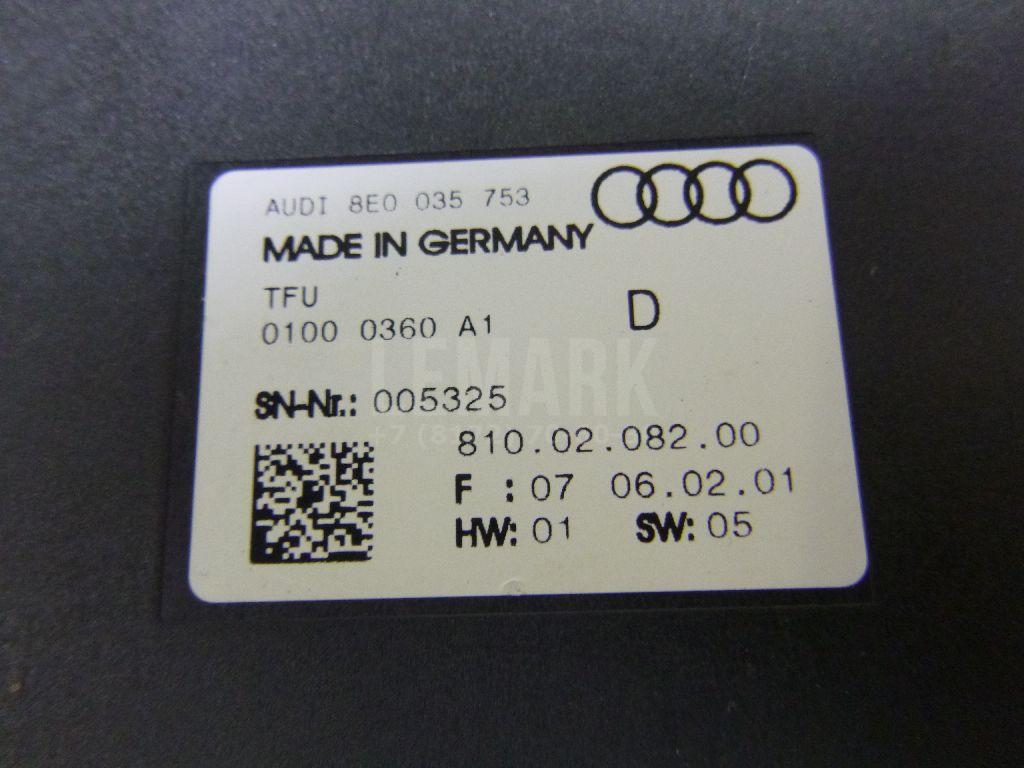 AUDI 8E0 035 753
MADE IN GERMANY
TFU
0100 0360 A1
D
LEMARK
SN-Nr.: 005325
810.02.082.00
F : 07 06.02.01
HW: 01 SW: 05